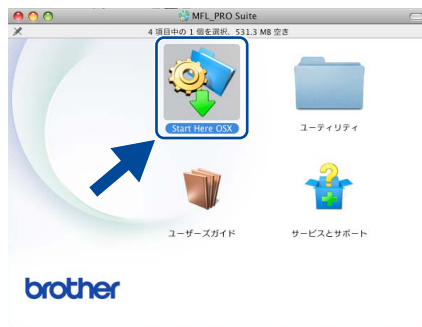 MFL_PRO Suite
4 項目中の 1 個を選択、531.3 MB 空き
Start Here OSX
ユーティリティ
ユーザーズガイド
サービスとサポート
brother